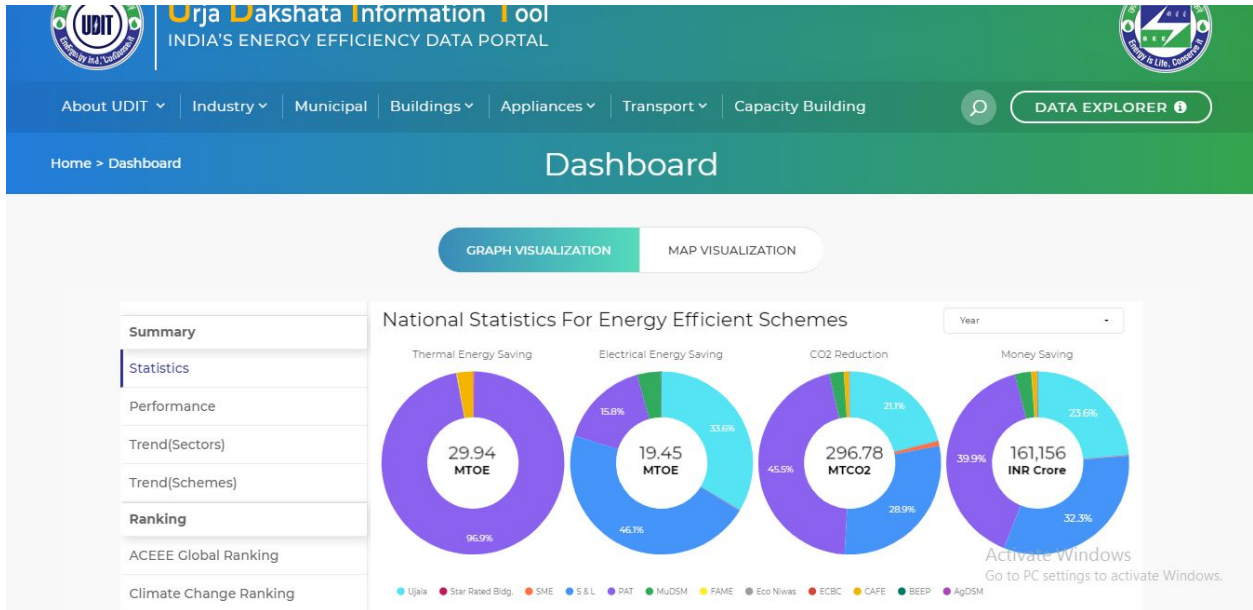 Urja Dakshata Information Tool
UDIT
INDIA'S ENERGY EFFICIENCY DATA PORTAL
About UDIT Industry Municipal Buildings Appliances Transport Capacity Building DATA EXPLORER
Home > Dashboard
Dashboard
GRAPH VISUALIZATION MAP VISUALIZATION
Summary
Statistics
Performance
Trend(Sectors)
Trend(Schemes)
Ranking
ACEEE Global Ranking
Climate Change Ranking
National Statistics For Energy Efficient Schemes
Year
Thermal Energy Saving
29.94
MTOE
96.9%
Electrical Energy Saving
15.8%
33.6%
19.45
MTOE
46.1%
CO2 Reduction
21.1%
296.78
MTCO2
45.5%
28.9%
Money Saving
23.6%
39.9%
161,156
INR Crore
32.3%
Ujala Star Rated Bldg. SME S & L PAT MuDSM FAME Eco Niwas ECBC CAFE BEEP AgDSM
Activate Windows
Go to PC settings to activate Windows.